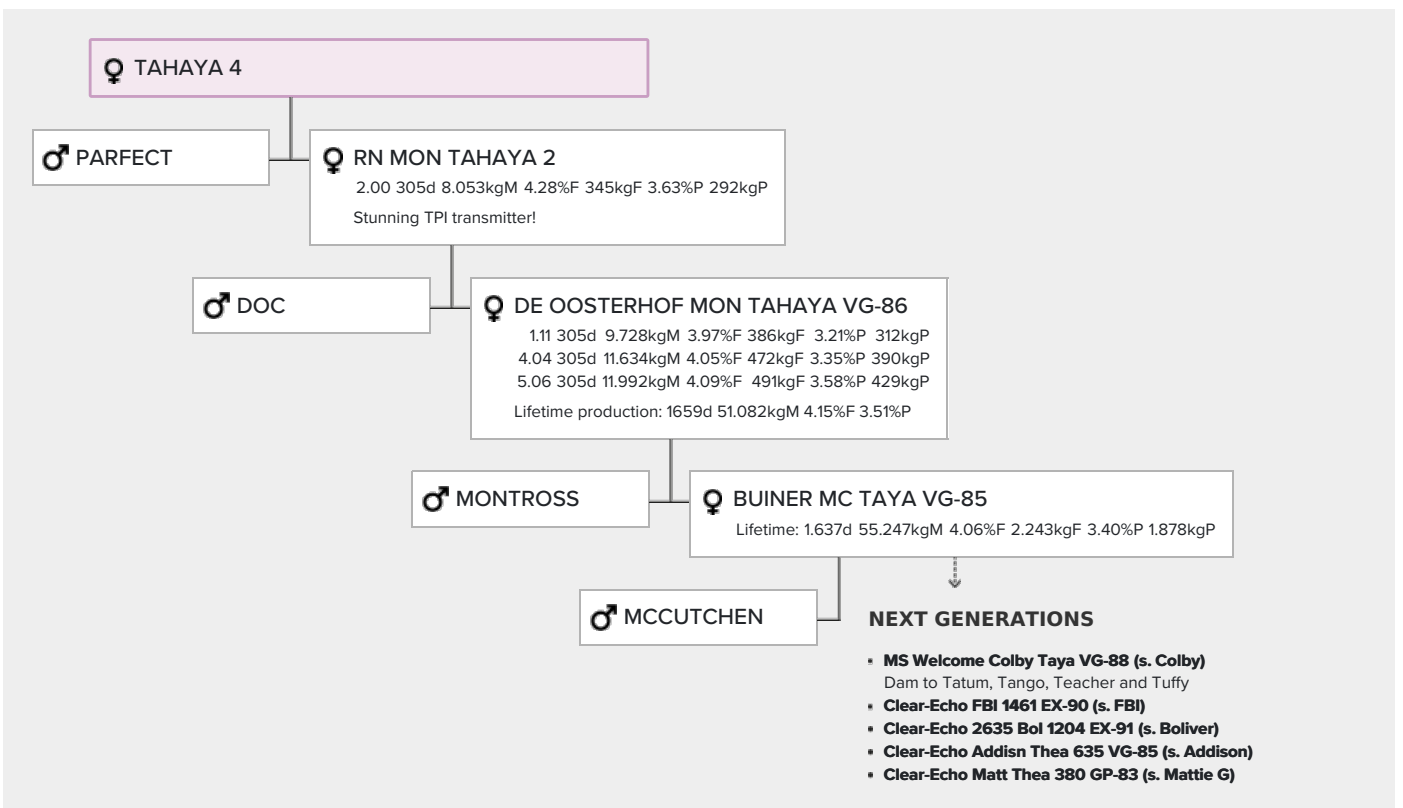 TAHAYA 4
PARFECT
RN MON TAHAYA 2
2.00 305d 8.053kgM 4.28%F 345kgF 3.63%P 292kgP
Stunning TPI transmitter!
DOC
DE OOSTERHOF MON TAHAYA VG-86
1.11 305d 9.728kgM 3.97%F 386kgF 3.21%P 312kgP
4.04 305d 11.634kgM 4.05%F 472kgF 3.35%P 390kgP
5.06 305d 11.992kgM 4.09%F 491kgF 3.58%P 429kgP
Lifetime production: 1659d 51.082kgM 4.15%F 3.51%P
MONTROSS
BUINER MC TAYA VG-85
Lifetime: 1.637d 55.247kgM 4.06%F 2.243kgF 3.40%P 1.878kgP
MCCUTCHEN
NEXT GENERATIONS
• MS Welcome Colby Taya VG-88 (s. Colby)
Dam to Tatum, Tango, Teacher and Tuffy
• Clear-Echo FBI 1461 EX-90 (s. FBI)
• Clear-Echo 2635 Bol 1204 EX-91 (s. Boliver)
• Clear-Echo Addisn Thea 635 VG-85 (s. Addison)
• Clear-Echo Matt Thea 380 GP-83 (s. Mattie G)